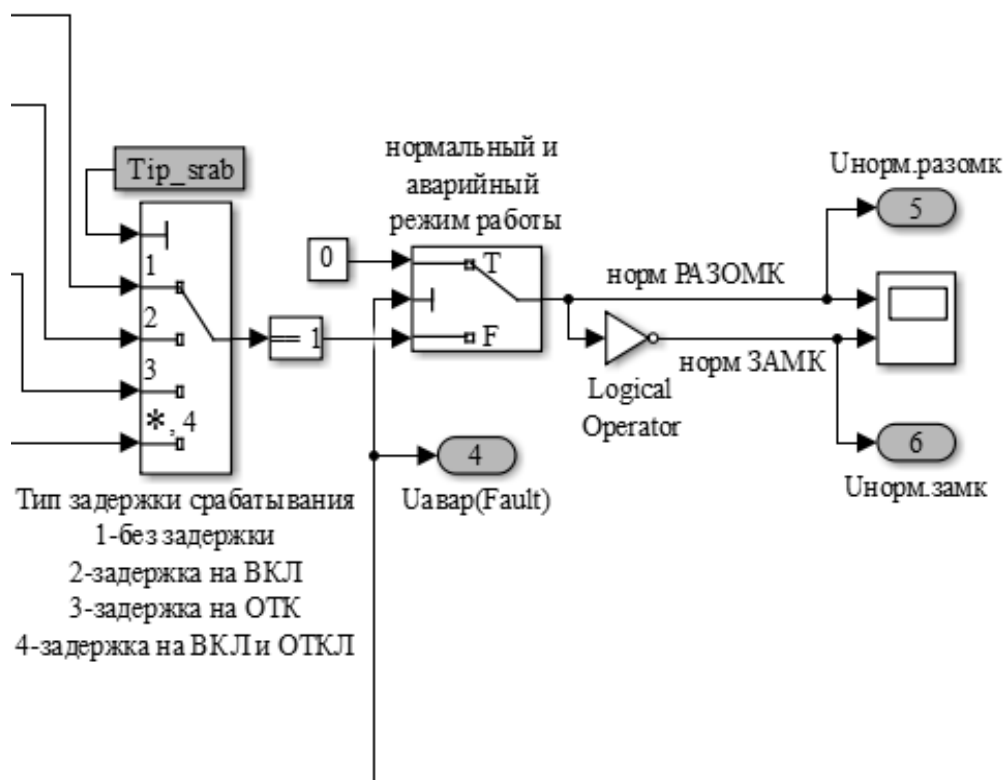 Tip_srab
1
2
3
*, 4
Тип задержки срабатывания
1-без задержки
2-задержка на ВКЛ
3-задержка на ОТК
4-задержка на ВКЛ и ОТКЛ
== 1
0
нормальный и
аварийный
режим работы
T
F
4
Uавар(Fault)
норм РАЗОМК
норм ЗАМК
Logical
Operator
Uнорм.разомк
5
6
Uнорм.замк